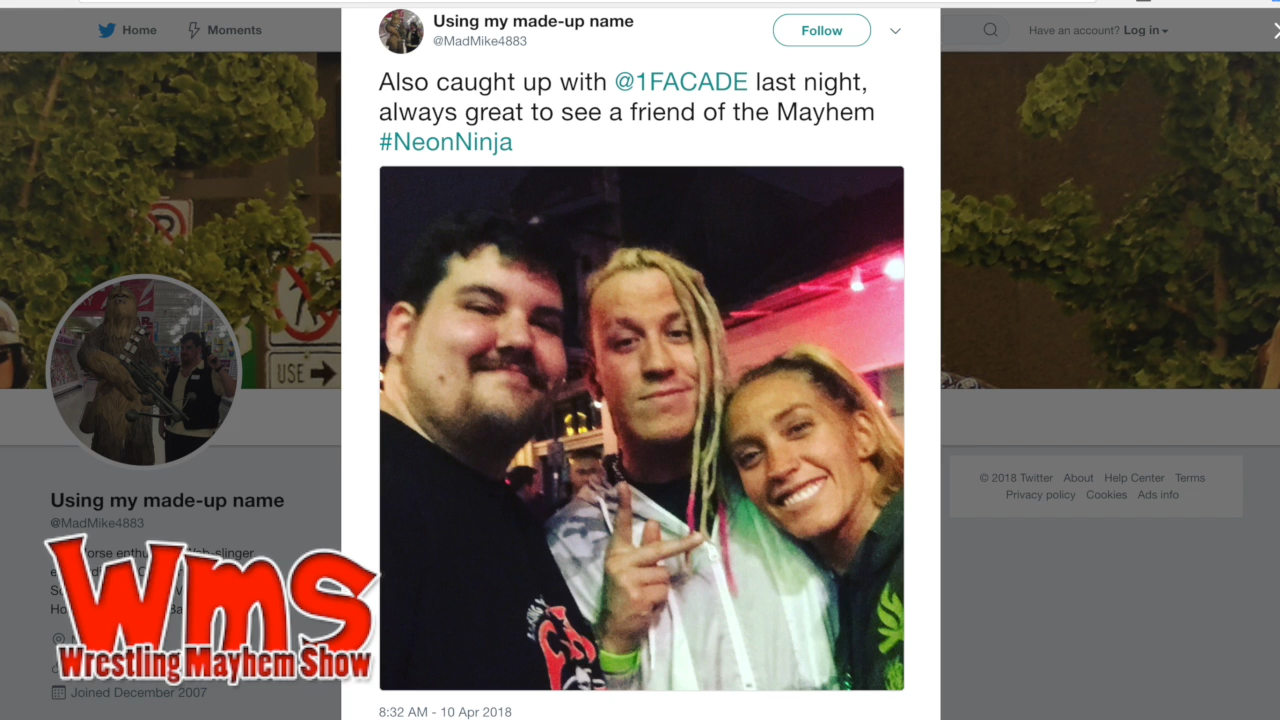 Home
Moments
Using my made-up name
@MadMike4883
Follow
Have an account? Log in
Also caught up with @1FACADE last night,
always great to see a friend of the Mayhem
#NeonNinja
USE
Using my made-up name
@MadMike4883
Joined December 2007
Wms
Wrestling Mayhem Show
© 2018 Twitter About Help Center Terms
Privacy policy Cookies Ads info
8:32 AM - 10 Apr 2018